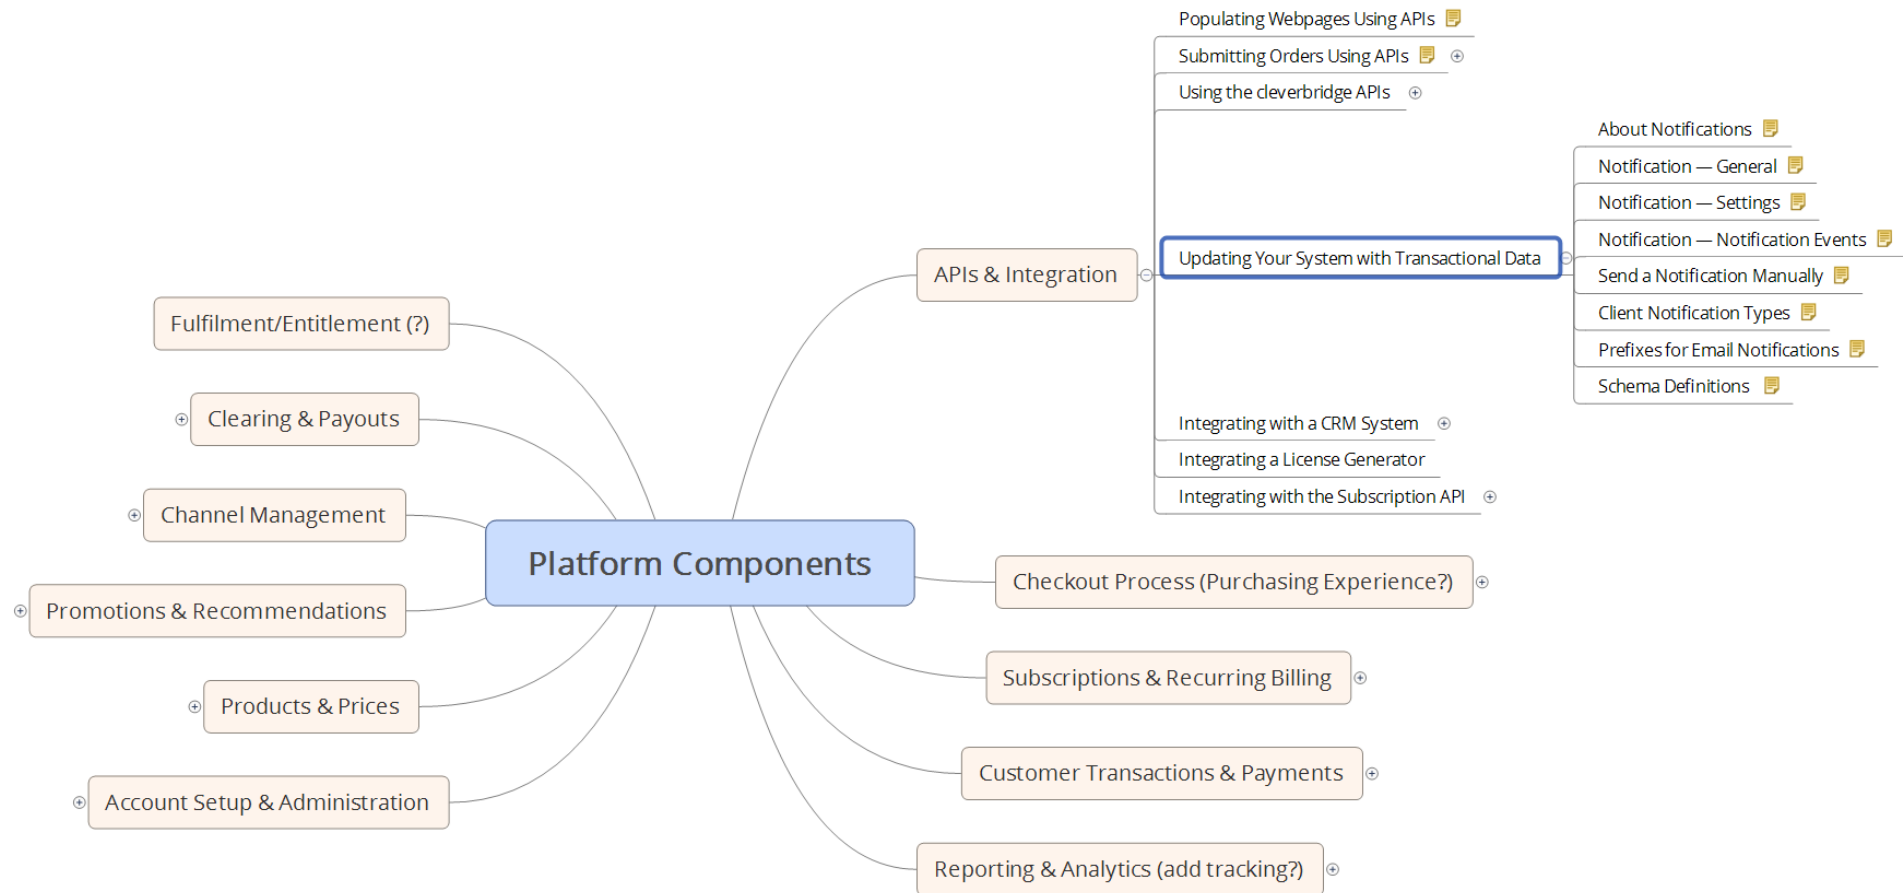 Populating Webpages Using APIs
Submitting Orders Using APIs
Using the cleverbridge APIs
About Notifications
Notification — General
Notification — Settings
Notification — Notification Events
Updating Your System with Transactional Data
Send a Notification Manually
APIs & Integration
Client Notification Types
Fulfilment/Entitlement (?)
Prefixes for Email Notifications
Schema Definitions
Clearing & Payouts
Integrating with a CRM System
Integrating a License Generator
Integrating with the Subscription API
Channel Management
Platform Components
Checkout Process (Purchasing Experience?)
Promotions & Recommendations
Subscriptions & Recurring Billing
Products & Prices
Customer Transactions & Payments
Account Setup & Administration
Reporting & Analytics (add tracking?)